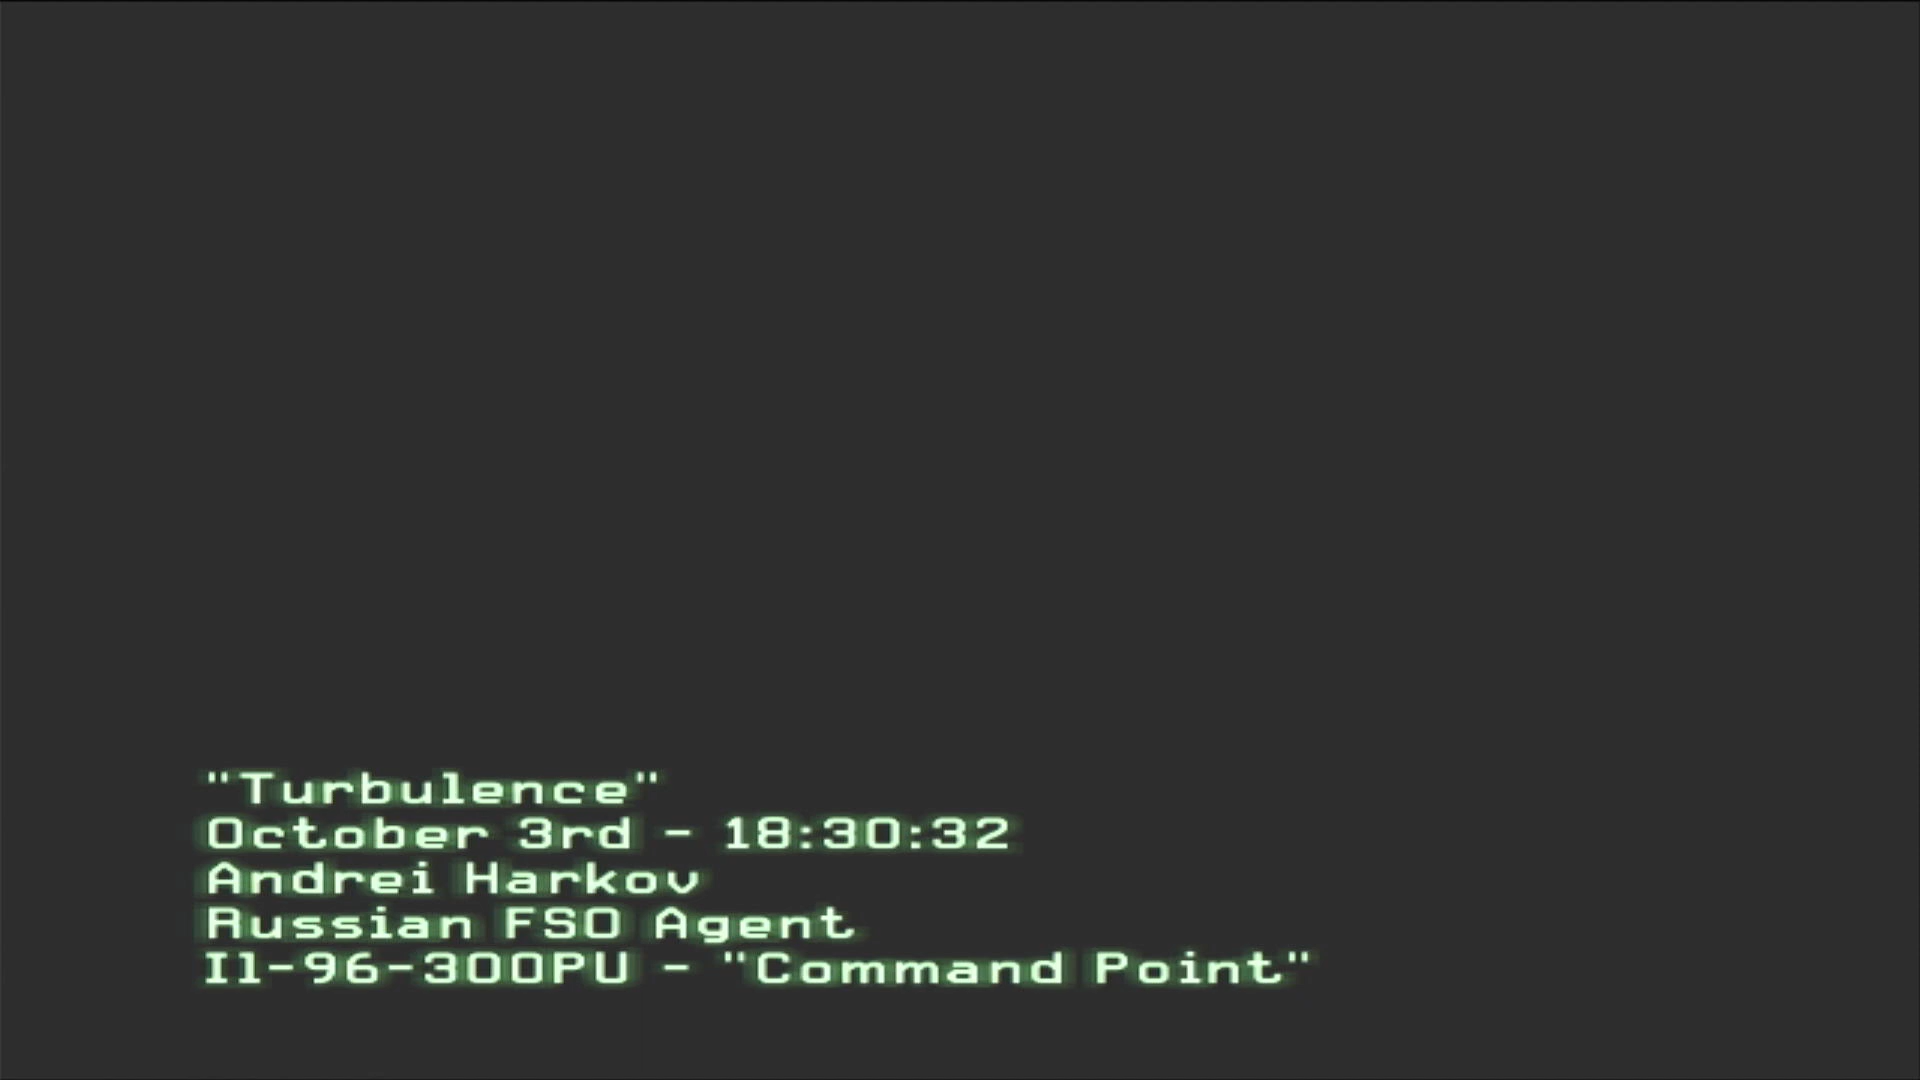 "Turbulence"
October 3rd - 18:30:32
Andrei Harkov
Russian FSO Agent
Il-96-300PU - "Command Point"